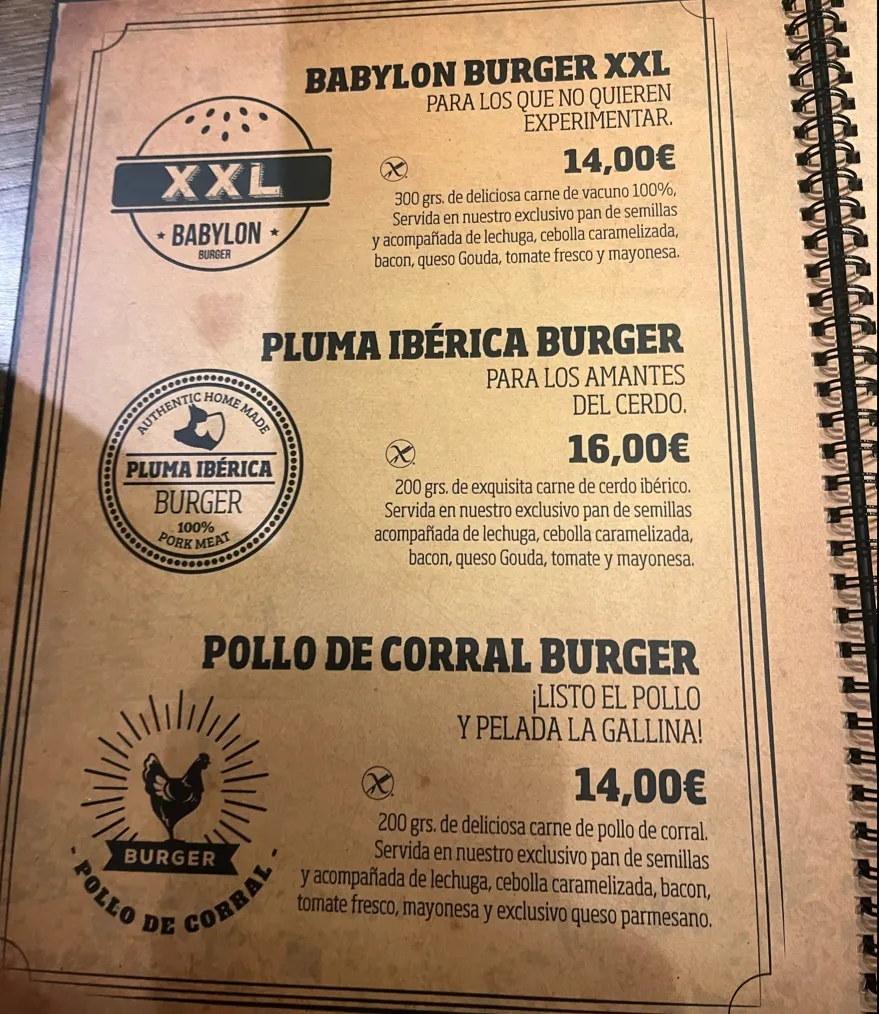 BABYLON BURGER XXL
PARA LOS QUE NO QUIEREN
EXPERIMENTAR.
14,00€
300 grs. de deliciosa carne de vacuno 100%,
Servida en nuestro exclusivo pan de semillas
y acompañada de lechuga, cebolla caramelizada,
bacon, queso Gouda, tomate fresco y mayonesa.
XXL
BABYLON
BURGER
PLUMA IBÉRICA BURGER
PARA LOS AMANTES
DEL CERDO.
16,00€
200 grs. de exquisita carne de cerdo ibérico.
Servida en nuestro exclusivo pan de semillas
acompañada de lechuga, cebolla caramelizada,
bacon, queso Gouda, tomate y mayonesa.
AUTHENTIC HOME MADE
PLUMA IBÉRICA
BURGER
100%
PORK MEAT
POLLO DE CORRAL BURGER
¡LISTO EL POLLO
Y PELADA LA GALLINA!
14,00€
200 grs. de deliciosa carne de pollo de corral.
Servida en nuestro exclusivo pan de semillas
y acompañada de lechuga, cebolla caramelizada, bacon,
tomate fresco, mayonesa y exclusivo queso parmesano.
BURGER
- POLLO DE CORRAL -